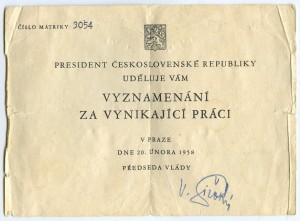 ČÍSLO MATRIKY 3054
PRESIDENT ČESKOSLOVENSKÉ REPUBLIKY
UDĚLUJE VÁM
VYZNAMENÁNÍ
ZA VYNIKAJÍCÍ PRÁCI
V PRAZE
DNE 20. ÚNORA 1958
PŘEDSEDA VLÁDY
V. Široký